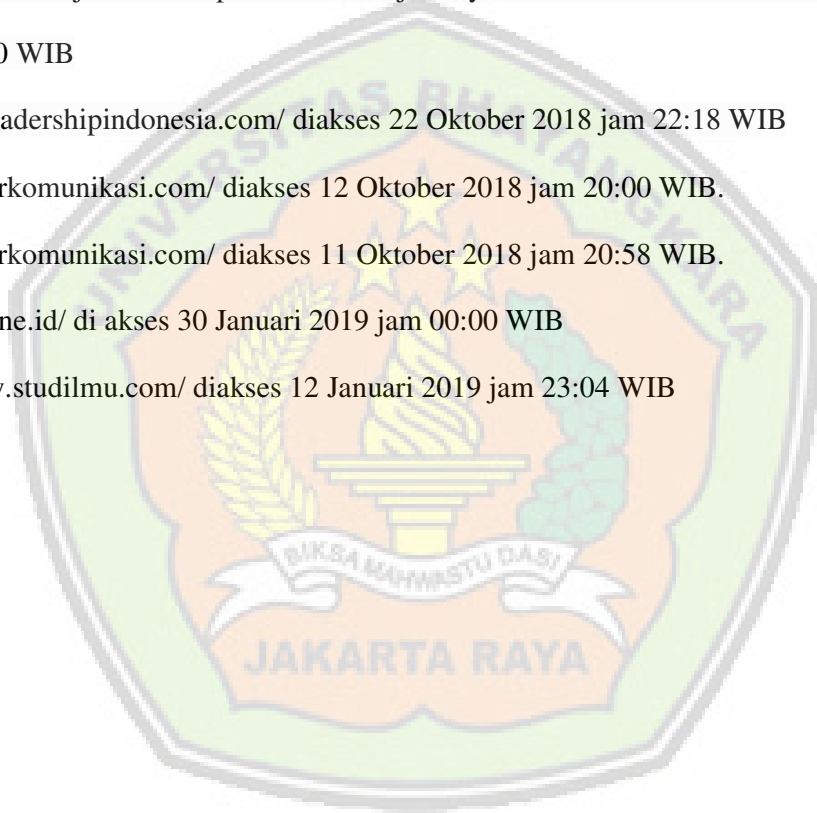 0 WIB
adershipindonesia.com/ diakses 22 Oktober 2018 jam 22:18 WIB
rkomunikasi.com/ diakses 12 Oktober 2018 jam 20:00 WIB.
rkomunikasi.com/ diakses 11 Oktober 2018 jam 20:58 WIB.
ne.id/ di akses 30 Januari 2019 jam 00:00 WIB
.studilmu.com/ diakses 12 Januari 2019 jam 23:04 WIB
UNIVERSITAS BHAYANGKARA
BIKSA MAHWASTU DASI
JAKARTA RAYA